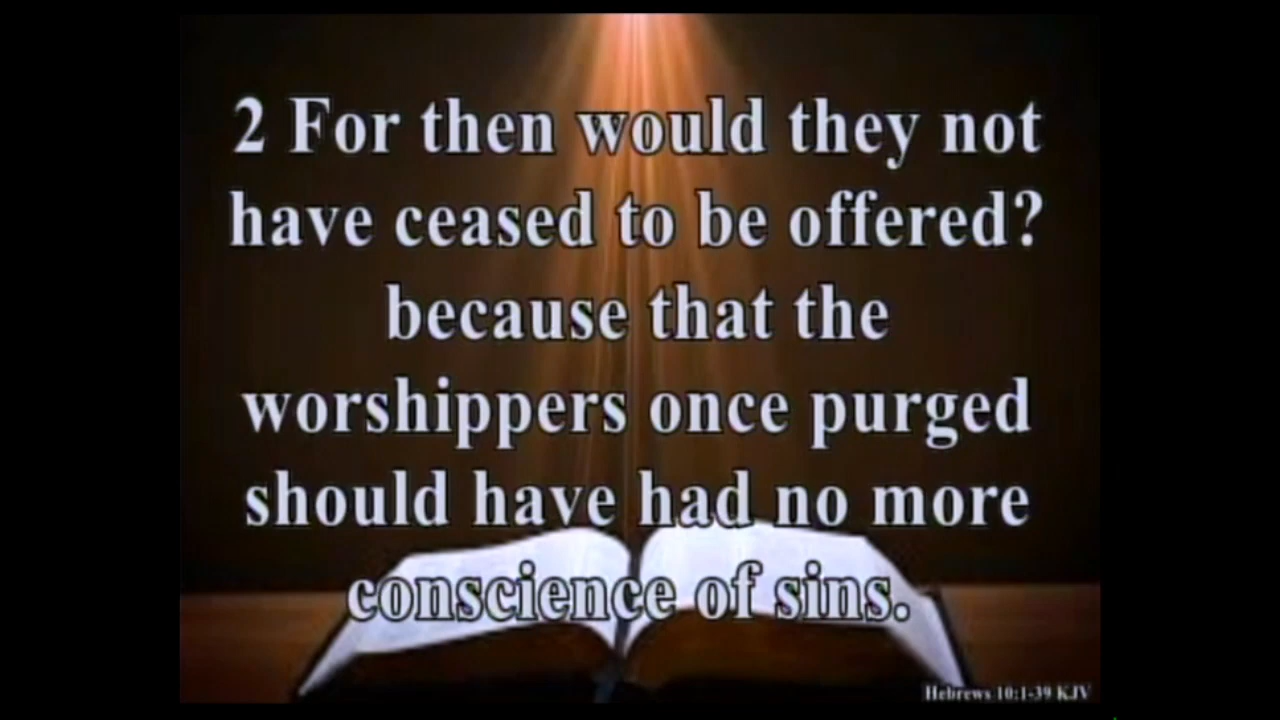 2 For then would they not
have ceased to be offered?
because that the
worshippers once purged
should have had no more
conscience of sins.
Hebrews 10:1-39 KJV